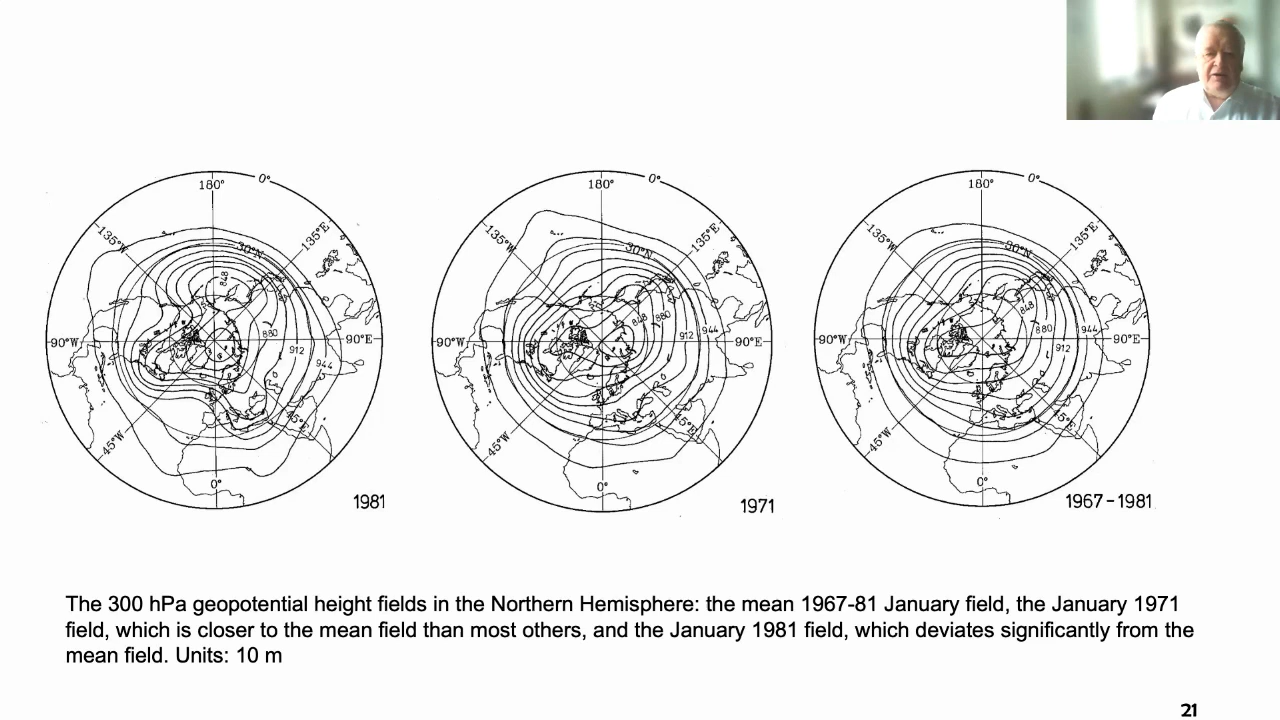 180° 0°
135°W 30°N 135°E
848
90°W 880 912 944 90°E
45°W 45°E
0°
1981
180° 0°
135°W 30°N 135°E
848 880 912 944
90°W 90°E
45°W 45°E
0°
1971
180° 0°
135°W 30°N 135°E
848
880 944
90°W 912 90°E
45°W 45°E
0°
1967-1981
The 300 hPa geopotential height fields in the Northern Hemisphere: the mean 1967-81 January field, the January 1971
field, which is closer to the mean field than most others, and the January 1981 field, which deviates significantly from the
mean field. Units: 10 m
21